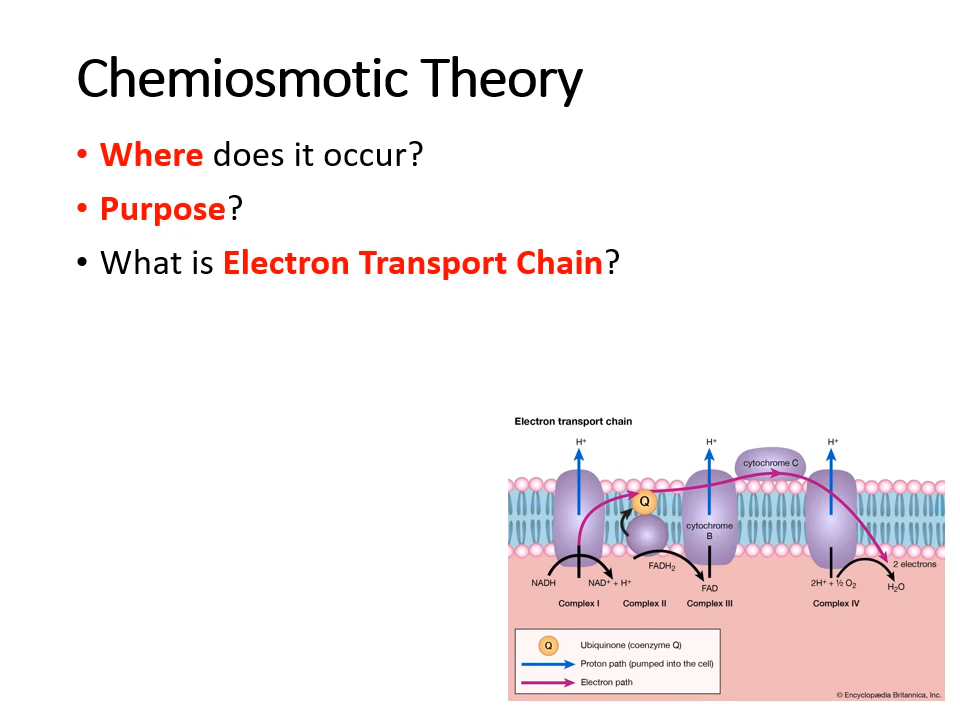 Chemiosmotic Theory
• Where does it occur?
• Purpose?
• What is Electron Transport Chain?
Electron transport chain
H⁺
H⁺
H⁺
cytochrome C
Q
cytochrome
B
FADH₂
2 electrons
NADH
NAD⁺ + H⁺
FAD
2H⁺ + ½ O₂
H₂O
Complex I
Complex II
Complex III
Complex IV
Q
Ubiquinone (coenzyme Q)
Proton path (pumped into the cell)
Electron path
© Encyclopædia Britannica, Inc.